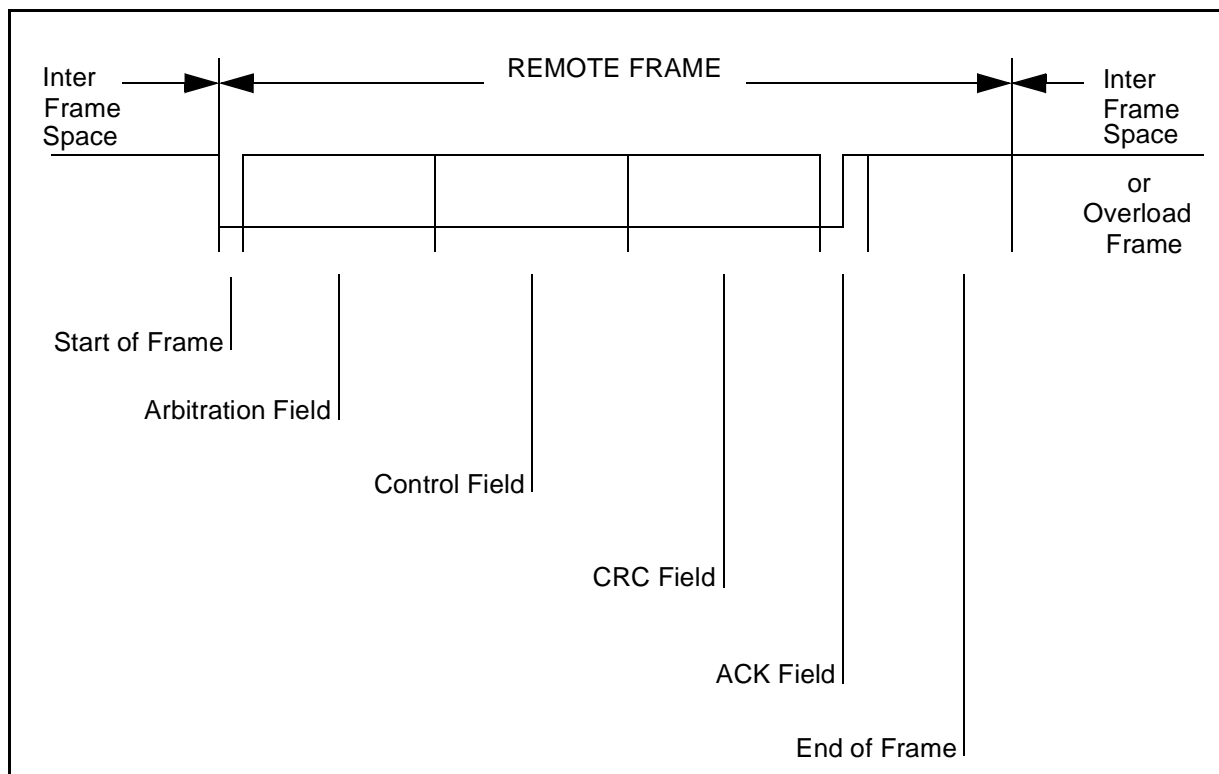 Inter
Frame
Space
REMOTE FRAME
Inter
Frame
Space
or
Overload
Frame
Start of Frame
Arbitration Field
Control Field
CRC Field
ACK Field
End of Frame